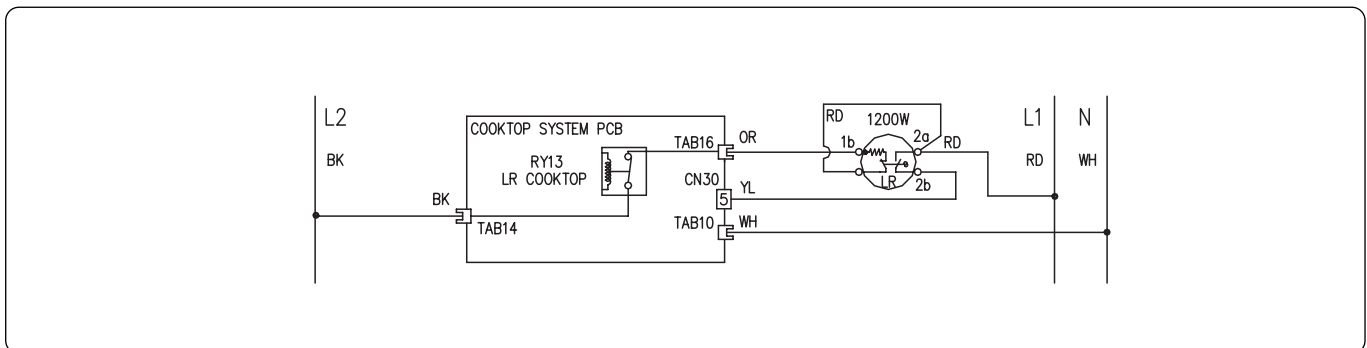 L2
BK
COOKTOP SYSTEM PCB
RY13
LR COOKTOP
TAB16
OR
CN30
5
YL
TAB10
WH
BK
TAB14
RD
1200W
1b
2a
RD
LR
2b
L1
N
RD
WH